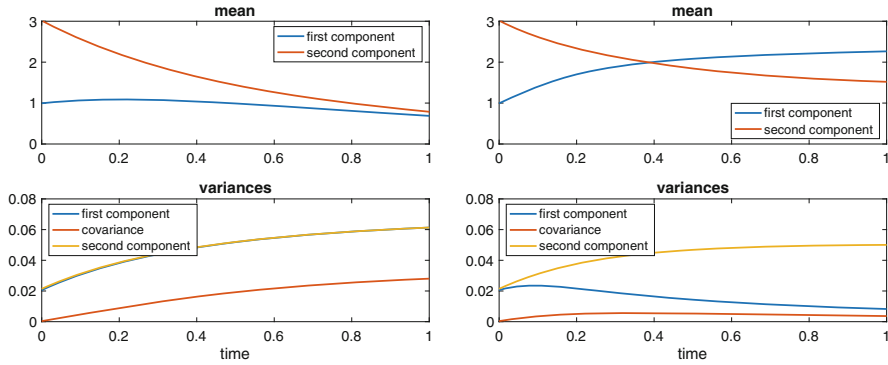 mean
3
2
1
0
first component
second component
0 0.2 0.4 0.6 0.8 1
variances
0.08
0.06
0.04
0.02
0
first component
covariance
second component
0 0.2 0.4 0.6 0.8 1
time
mean
3
2
1
0
first component
second component
0 0.2 0.4 0.6 0.8 1
variances
0.08
0.06
0.04
0.02
0
first component
covariance
second component
0 0.2 0.4 0.6 0.8 1
time